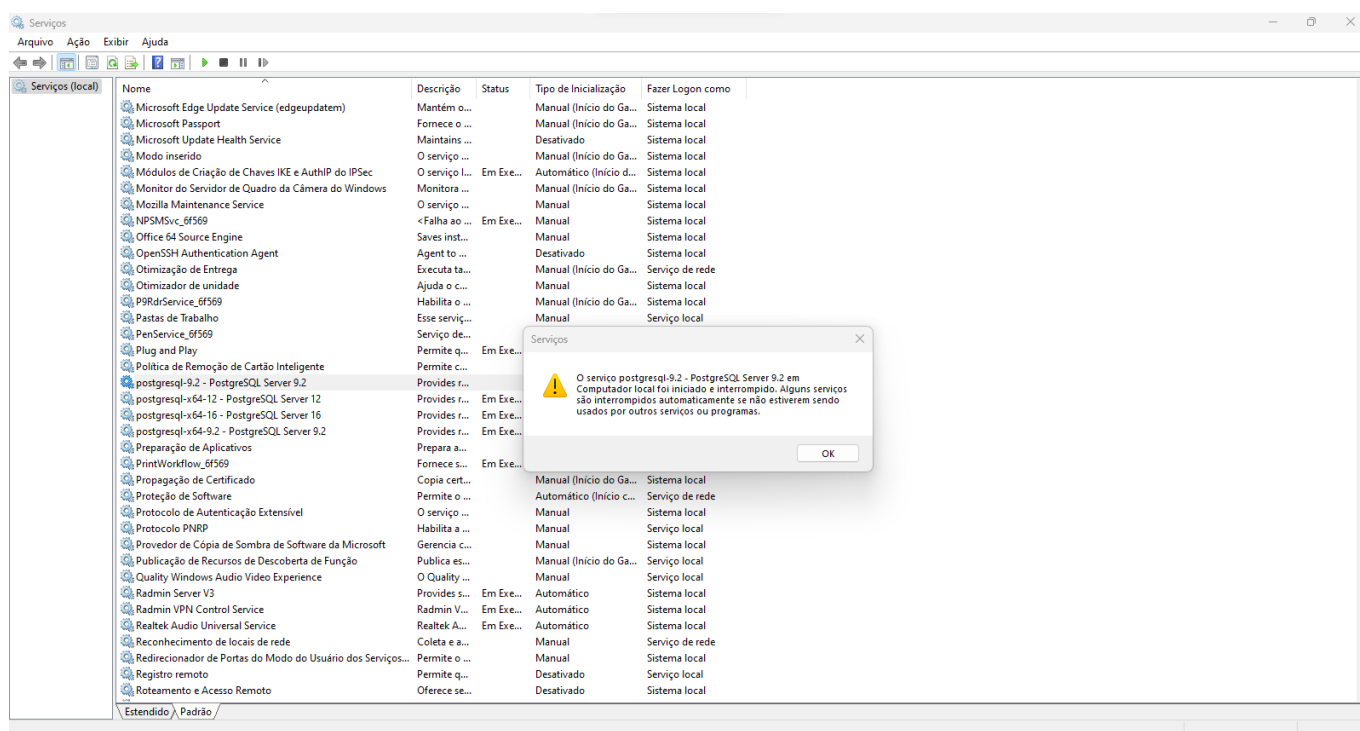 Serviços
Arquivo Ação Exibir Ajuda
Serviços (local)
Nome Descrição Status Tipo de Inicialização Fazer Logon como
Microsoft Edge Update Service (edgeupdatem) Mantém o... Manual (Início do Ga... Sistema local
Microsoft Passport Fornece o ... Manual (Início do Ga... Sistema local
Microsoft Update Health Service Maintains ... Desativado Sistema local
Modo inserido O serviço ... Manual (Início do Ga... Sistema local
Módulos de Criação de Chaves IKE e AuthIP do IPSec O serviço I... Em Exe... Automático (Início d... Sistema local
Monitor do Servidor de Quadro da Câmera do Windows Monitora ... Manual (Início do Ga... Sistema local
Mozilla Maintenance Service O serviço ... Manual Sistema local
NPSMSvc_6f569 <Falha ao ... Em Exe... Manual Sistema local
Office 64 Source Engine Saves inst... Manual Sistema local
OpenSSH Authentication Agent Agent to ... Desativado Sistema local
Otimização de Entrega Executa ta... Manual (Início do Ga... Serviço de rede
Otimizador de unidade Ajuda o c... Manual Sistema local
P9RdrService_6f569 Habilita o ... Manual (Início do Ga... Sistema local
Pastas de Trabalho Esse serviç... Manual Serviço local
PenService_6f569 Serviço de...
Plug and Play Permite q... Em Exe...
Política de Remoção de Cartão Inteligente Permite c...
postgresql-9.2 - PostgreSQL Server 9.2 Provides r...
postgresql-x64-12 - PostgreSQL Server 12 Provides r... Em Exe...
postgresql-x64-16 - PostgreSQL Server 16 Provides r... Em Exe...
postgresql-x64-9.2 - PostgreSQL Server 9.2 Provides r... Em Exe...
Preparação de Aplicativos Prepara a...
PrintWorkflow_6f569 Fornece s... Em Exe...
Propagação de Certificado Copia cert... Manual (Início do Ga... Sistema local
Proteção de Software Permite o ... Automático (Início c... Serviço de rede
Protocolo de Autenticação Extensível O serviço ... Manual Sistema local
Protocolo PNRP Habilita a ... Manual Serviço local
Provedor de Cópia de Sombra de Software da Microsoft Gerencia c... Manual Sistema local
Publicação de Recursos de Descoberta de Função Publica es... Manual (Início do Ga... Serviço local
Quality Windows Audio Video Experience O Quality ... Manual Serviço local
Radmin Server V3 Provides s... Em Exe... Automático Sistema local
Radmin VPN Control Service Radmin V... Em Exe... Automático Sistema local
Realtek Audio Universal Service Realtek A... Em Exe... Automático Sistema local
Reconhecimento de locais de rede Coleta e a... Manual Serviço de rede
Redirecionador de Portas do Modo do Usuário dos Serviços... Permite o ... Manual Sistema local
Registro remoto Permite q... Desativado Serviço local
Roteamento e Acesso Remoto Oferece se... Desativado Sistema local
Estendido Padrão
Serviços
O serviço postgresql-9.2 - PostgreSQL Server 9.2 em
Computador local foi iniciado e interrompido. Alguns serviços
são interrompidos automaticamente se não estiverem sendo
usados por outros serviços ou programas.
OK